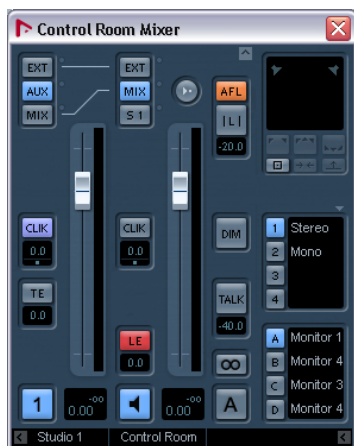 Control Room Mixer
EXT EXT
AUX MIX AFL
MIX S 1 |L|
-20.0
CLIK CLIK DIM 1 Stereo
0.0 0.0 2 Mono
3
TE TALK 4
0.0 -40.0
LE A Monitor 1
0.0 ∞ B Monitor 4
C Monitor 3
1 0.00 -oo 0.00 -oo A D Monitor 4
Studio 1 Control Room